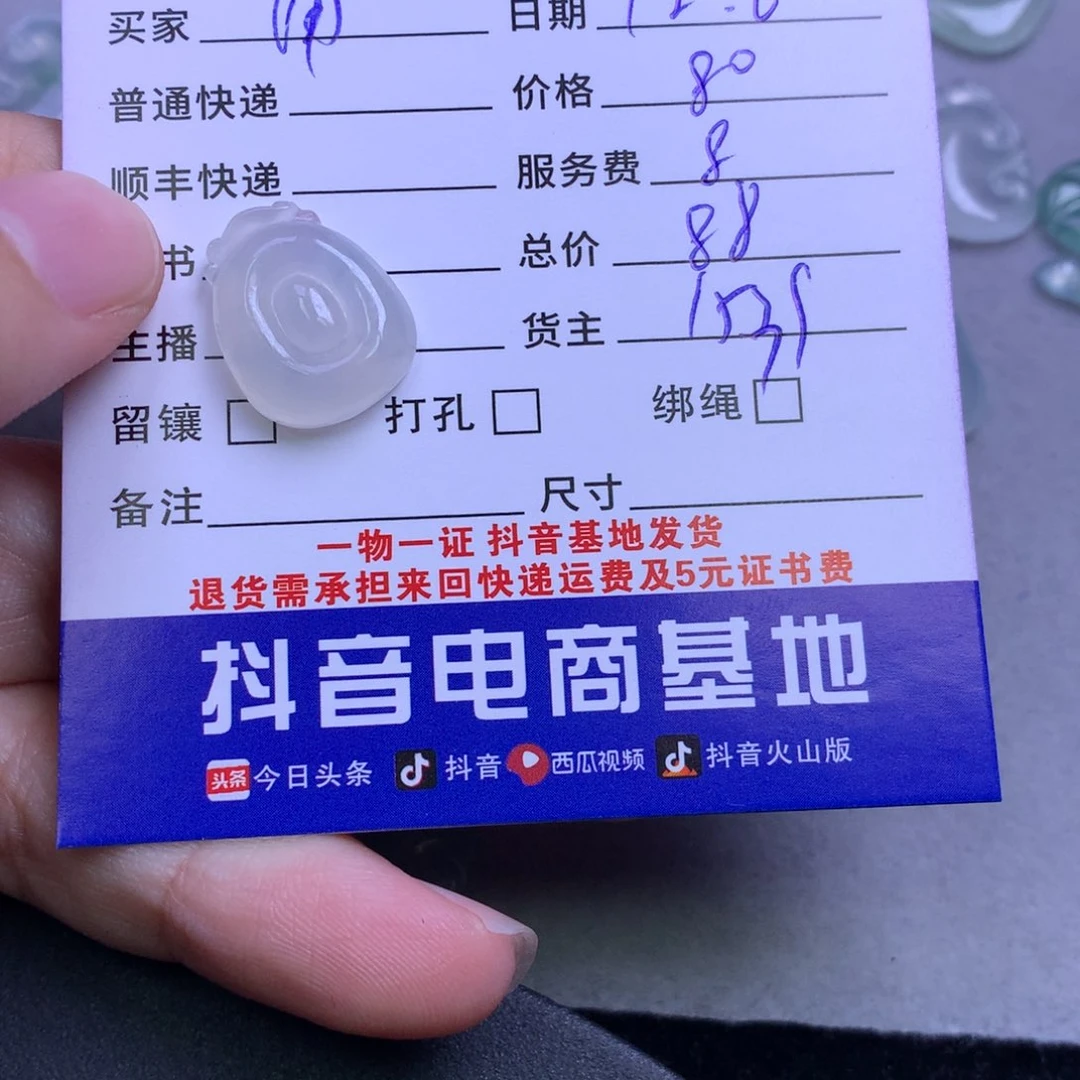 买家 日期
普通快递 价格 80
顺丰快递 服务费 8
书 总价 88
主播 货主
留镶 打孔 绑绳
备注 尺寸
一物一证 抖音基地发货
退货需承担来回快递运费及5元证书费
抖音电商基地
头条 今日头条 抖音 西瓜视频 抖音火山版